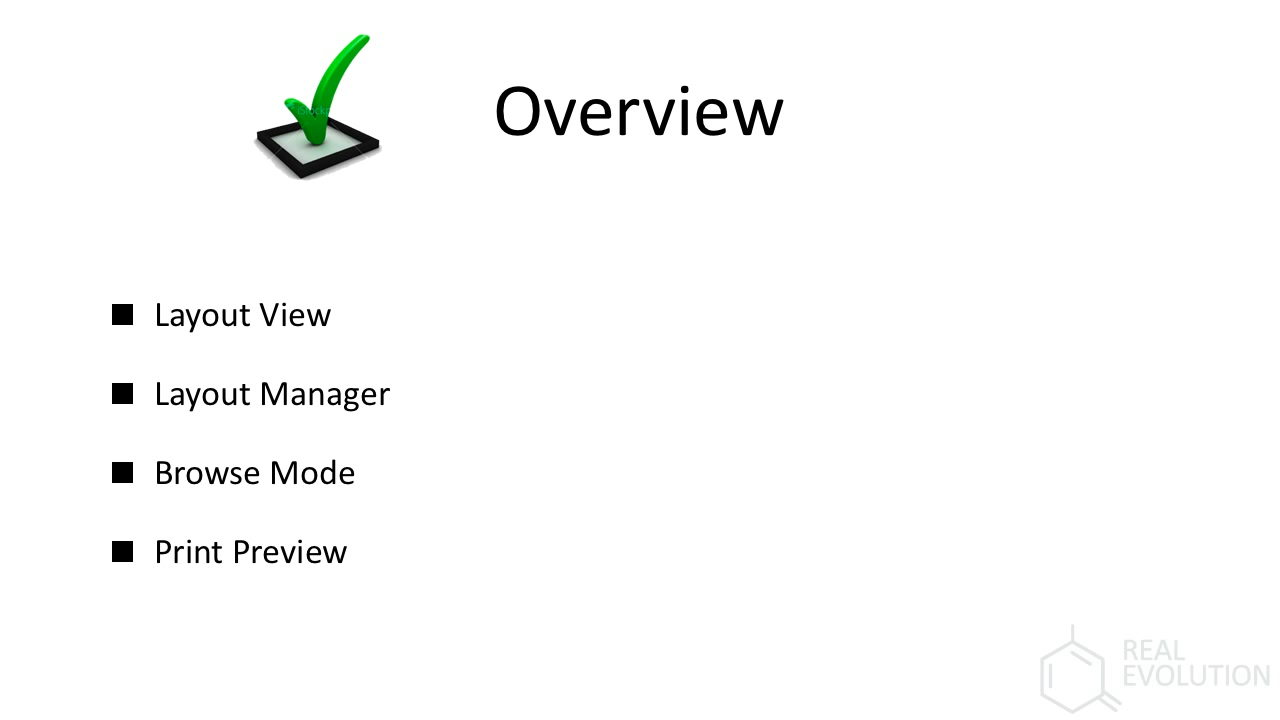 Overview
Layout View
Layout Manager
Browse Mode
Print Preview
REAL
EVOLUTION